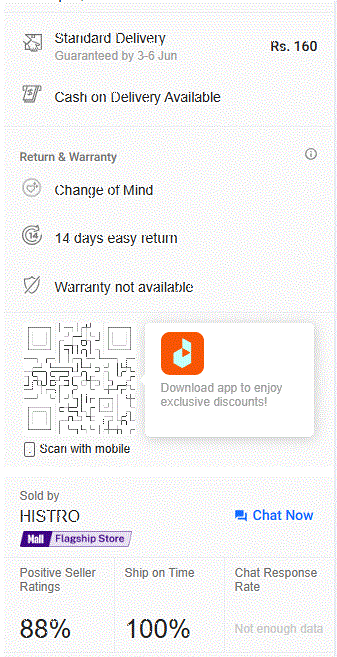 Standard Delivery
Rs. 160
Guaranteed by 3-6 Jun
Cash on Delivery Available
Return & Warranty
Change of Mind
14
14 days easy return
Warranty not available
Download app to enjoy
exclusive discounts!
Scan with mobile
Sold by
HISTRO
Chat Now
Mall Flagship Store
Positive Seller
Ratings
Ship on Time
Chat Response
Rate
88%
100%
Not enough data